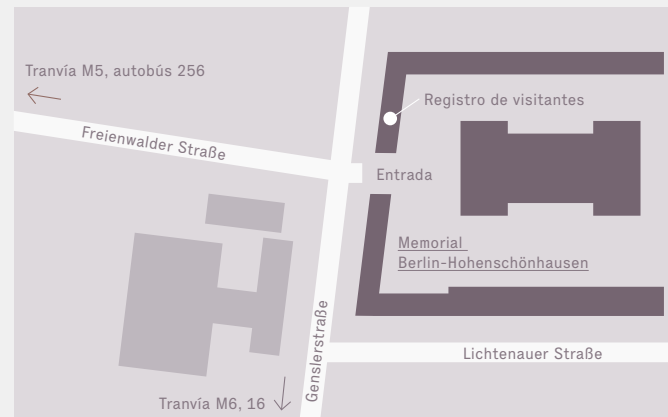 Tranvía M5, autobús 256
Freienwalder Straße
Registro de visitantes
Entrada
Memorial
Berlin-Hohenschönhausen
Genslerstraße
Lichtenauer Straße
Tranvía M6, 16